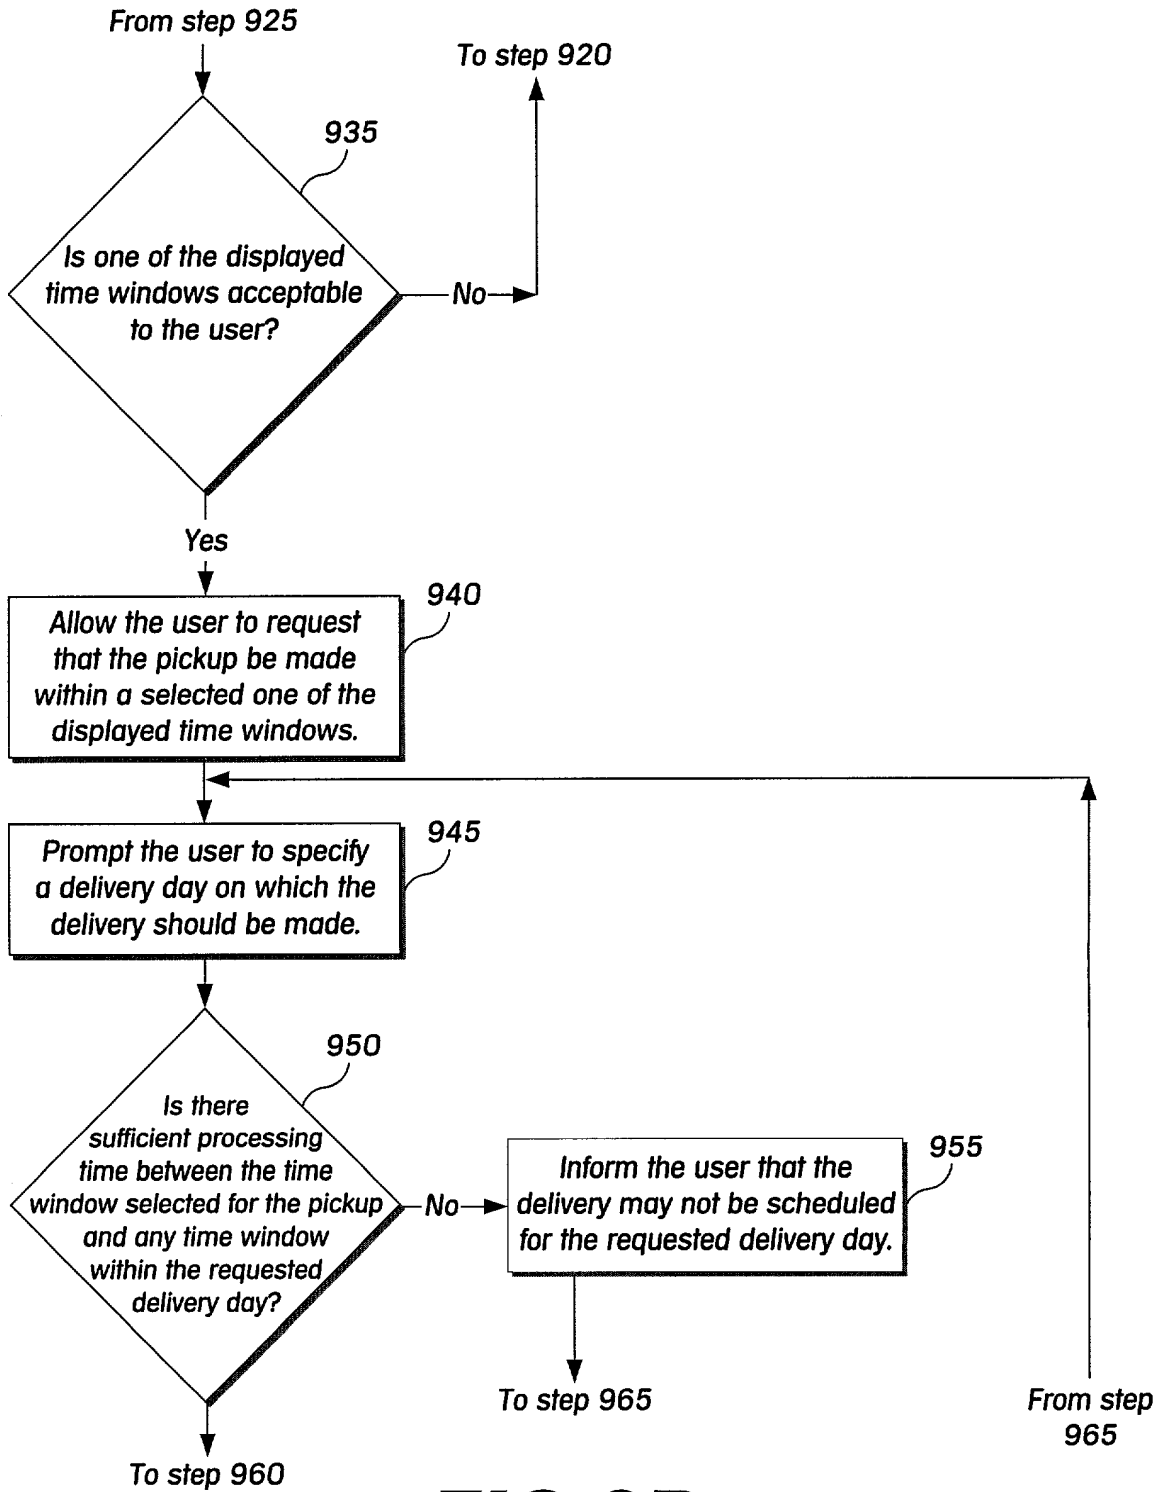 From step 925
To step 920
935
Is one of the displayed
time windows acceptable
to the user?
No
Yes
940
Allow the user to request
that the pickup be made
within a selected one of the
displayed time windows.
945
Prompt the user to specify
a delivery day on which the
delivery should be made.
950
Is there
sufficient processing
time between the time
window selected for the pickup
and any time window
within the requested
delivery day?
No
955
Inform the user that the
delivery may not be scheduled
for the requested delivery day.
To step 965
From step
965
To step 960